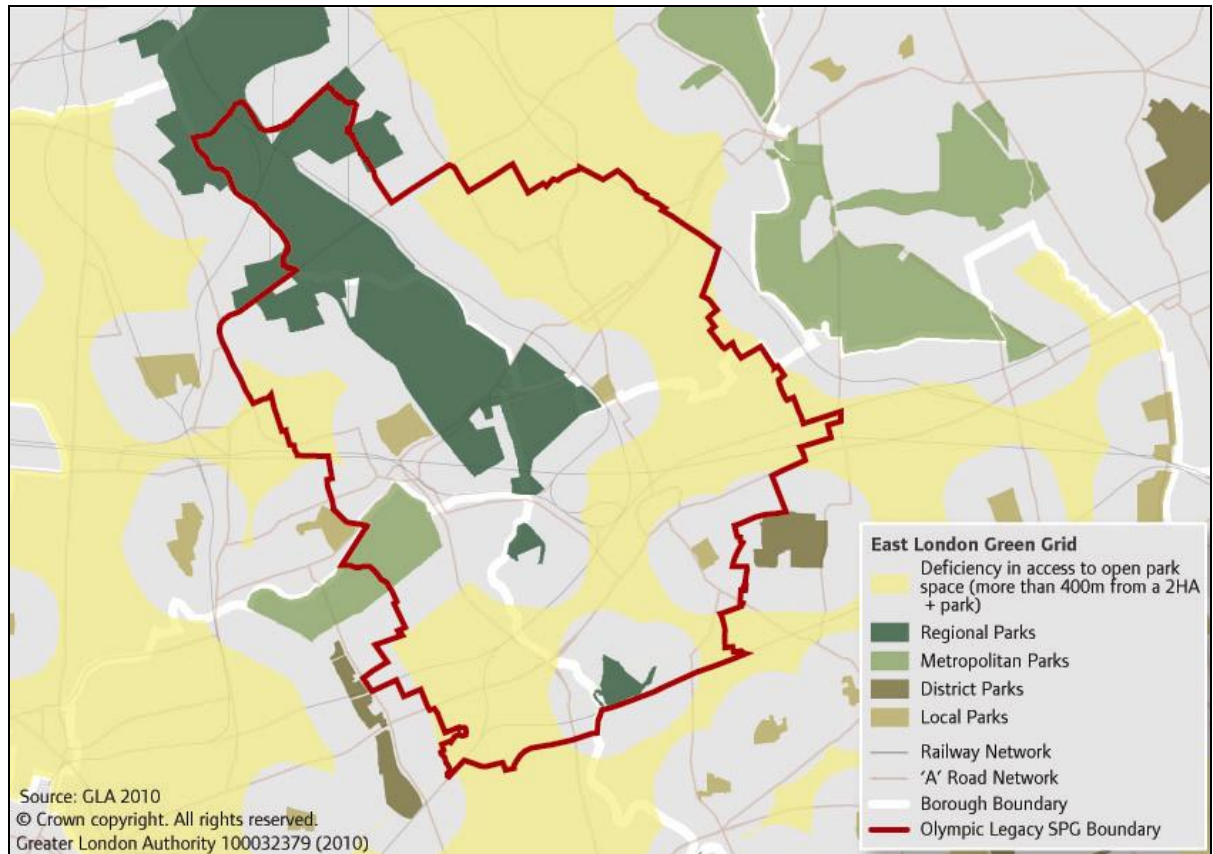 East London Green Grid
Deficiency in access to open park
space (more than 400m from a 2HA
+ park)
Regional Parks
Metropolitan Parks
District Parks
Local Parks
Railway Network
'A' Road Network
Borough Boundary
Olympic Legacy SPG Boundary
Source: GLA 2010
© Crown copyright. All rights reserved.
Greater London Authority 100032379 (2010)